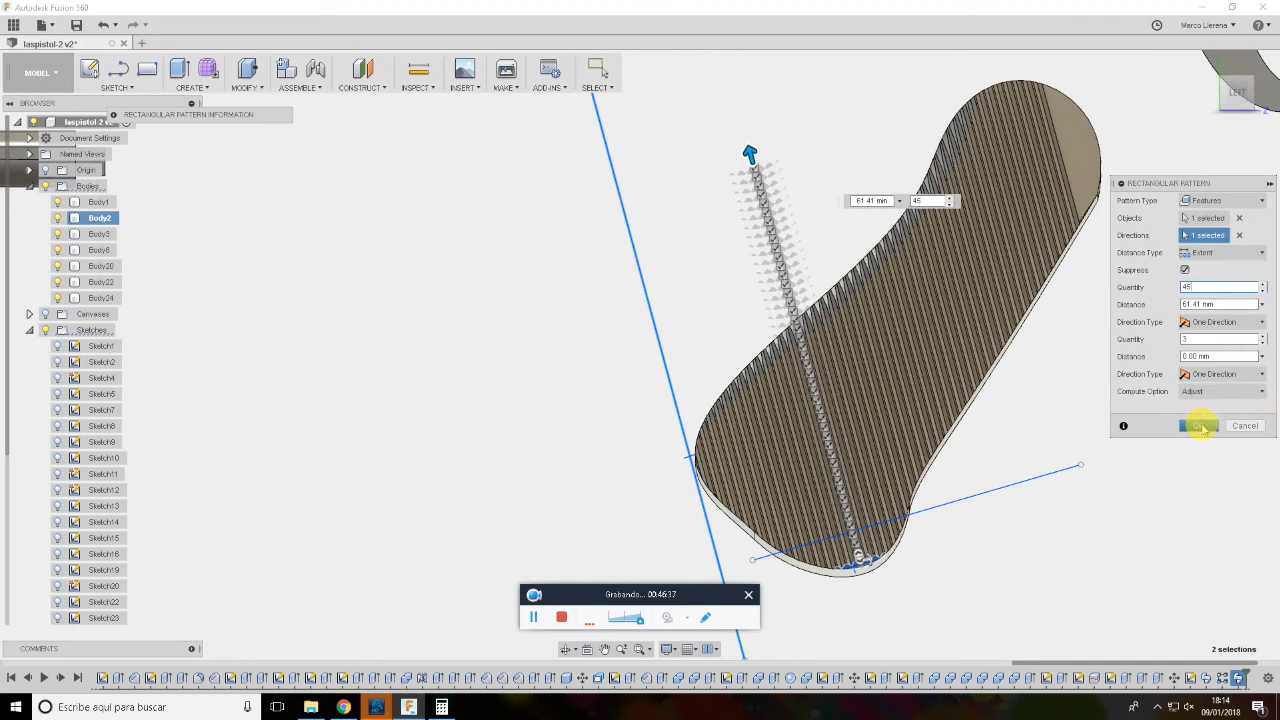 Autodesk Fusion 360
Marco Llerena
laspistol-2 v2*
MODEL
SKETCH
CREATE
MODIFY
ASSEMBLE
CONSTRUCT
INSPECT
INSERT
MAKE
ADD-INS
SELECT
BROWSER
RECTANGULAR PATTERN INFORMATION
laspistol-2 v2
Document Settings
Named Views
Origin
Bodies
Body1
Body2
Body3
Body8
Body20
Body22
Body24
Canvases
Sketches
Sketch1
Sketch2
Sketch4
Sketch5
Sketch7
Sketch8
Sketch9
Sketch10
Sketch11
Sketch12
Sketch13
Sketch14
Sketch15
Sketch16
Sketch19
Sketch20
Sketch22
Sketch23
COMMENTS
61.41 mm 45
LEFT
Z
RECTANGULAR PATTERN
Pattern Type Features
Objects 1 selected
Directions 1 selected
Distance Type Extent
Suppress
Quantity 45
Distance 61.41 mm
Direction Type One Direction
Quantity 3
Distance 0.00 mm
Direction Type One Direction
Compute Option Adjust
Cancel
Grabando... 00:46:37
2 selections
Escribe aquí para buscar
18:14
09/01/2018